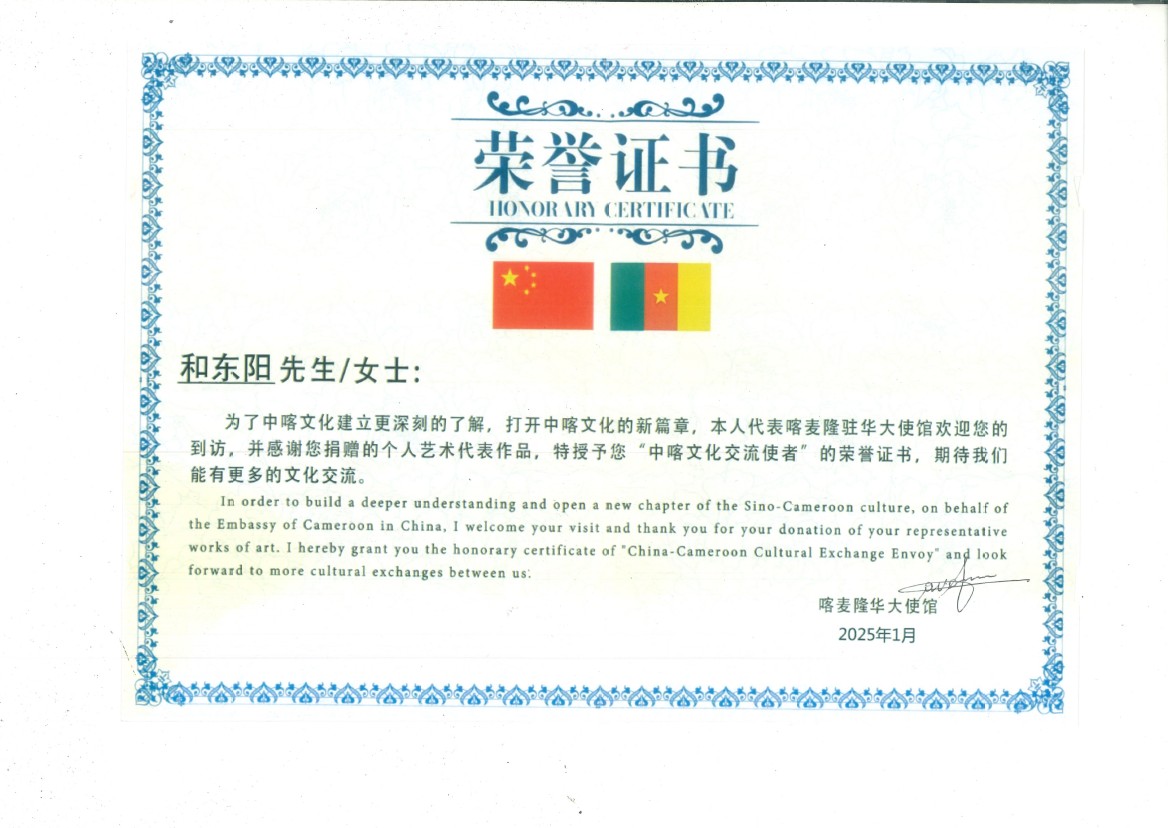 荣誉证书
HONORARY CERTIFICATE
和东阳 先生/女士:
为了中喀文化建立更深刻的了解，打开中喀文化的新篇章，本人代表喀麦隆驻华大使馆欢迎您的
到访，并感谢您捐赠的个人艺术代表作品，特授予您“中喀文化交流使者”的荣誉证书，期待我们
能有更多的文化交流。
In order to build a deeper understanding and open a new chapter of the Sino-Cameroon culture, on behalf of
the Embassy of Cameroon in China, I welcome your visit and thank you for your donation of your representative
works of art. I hereby grant you the honorary certificate of "China-Cameroon Cultural Exchange Envoy" and look
forward to more cultural exchanges between us.
喀麦隆华大使馆
2025年1月